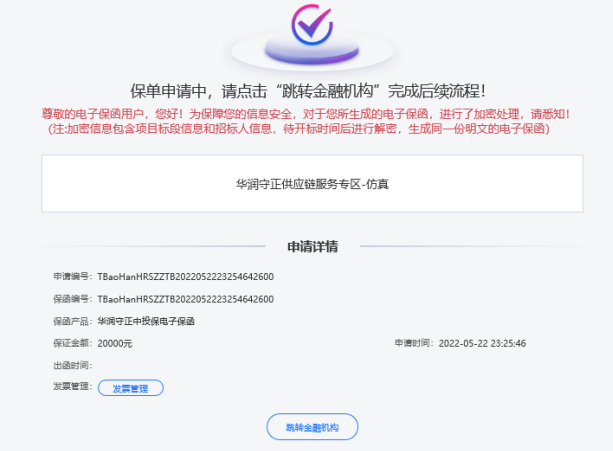 保单申请中，请点击“跳转金融机构”完成后续流程！
尊敬的电子保函用户，您好！为保障您的信息安全，对于您所生成的电子保函，进行了加密处理，请悉知！
（注:加密信息包含项目标段信息和招标人信息，待开标时间后进行解密，生成同一份明文的电子保函）
华润守正供应链服务专区-仿真
申请详情
申请编号：TBaoHanHRSZZTB2022052223254642600
保函编号：TBaoHanHRSZZTB2022052223254642600
保函产品：华润守正中投保电子保函
保证金额：20000元 申请时间：2022-05-22 23:25:46
出函时间：
发票管理：发票管理
跳转金融机构